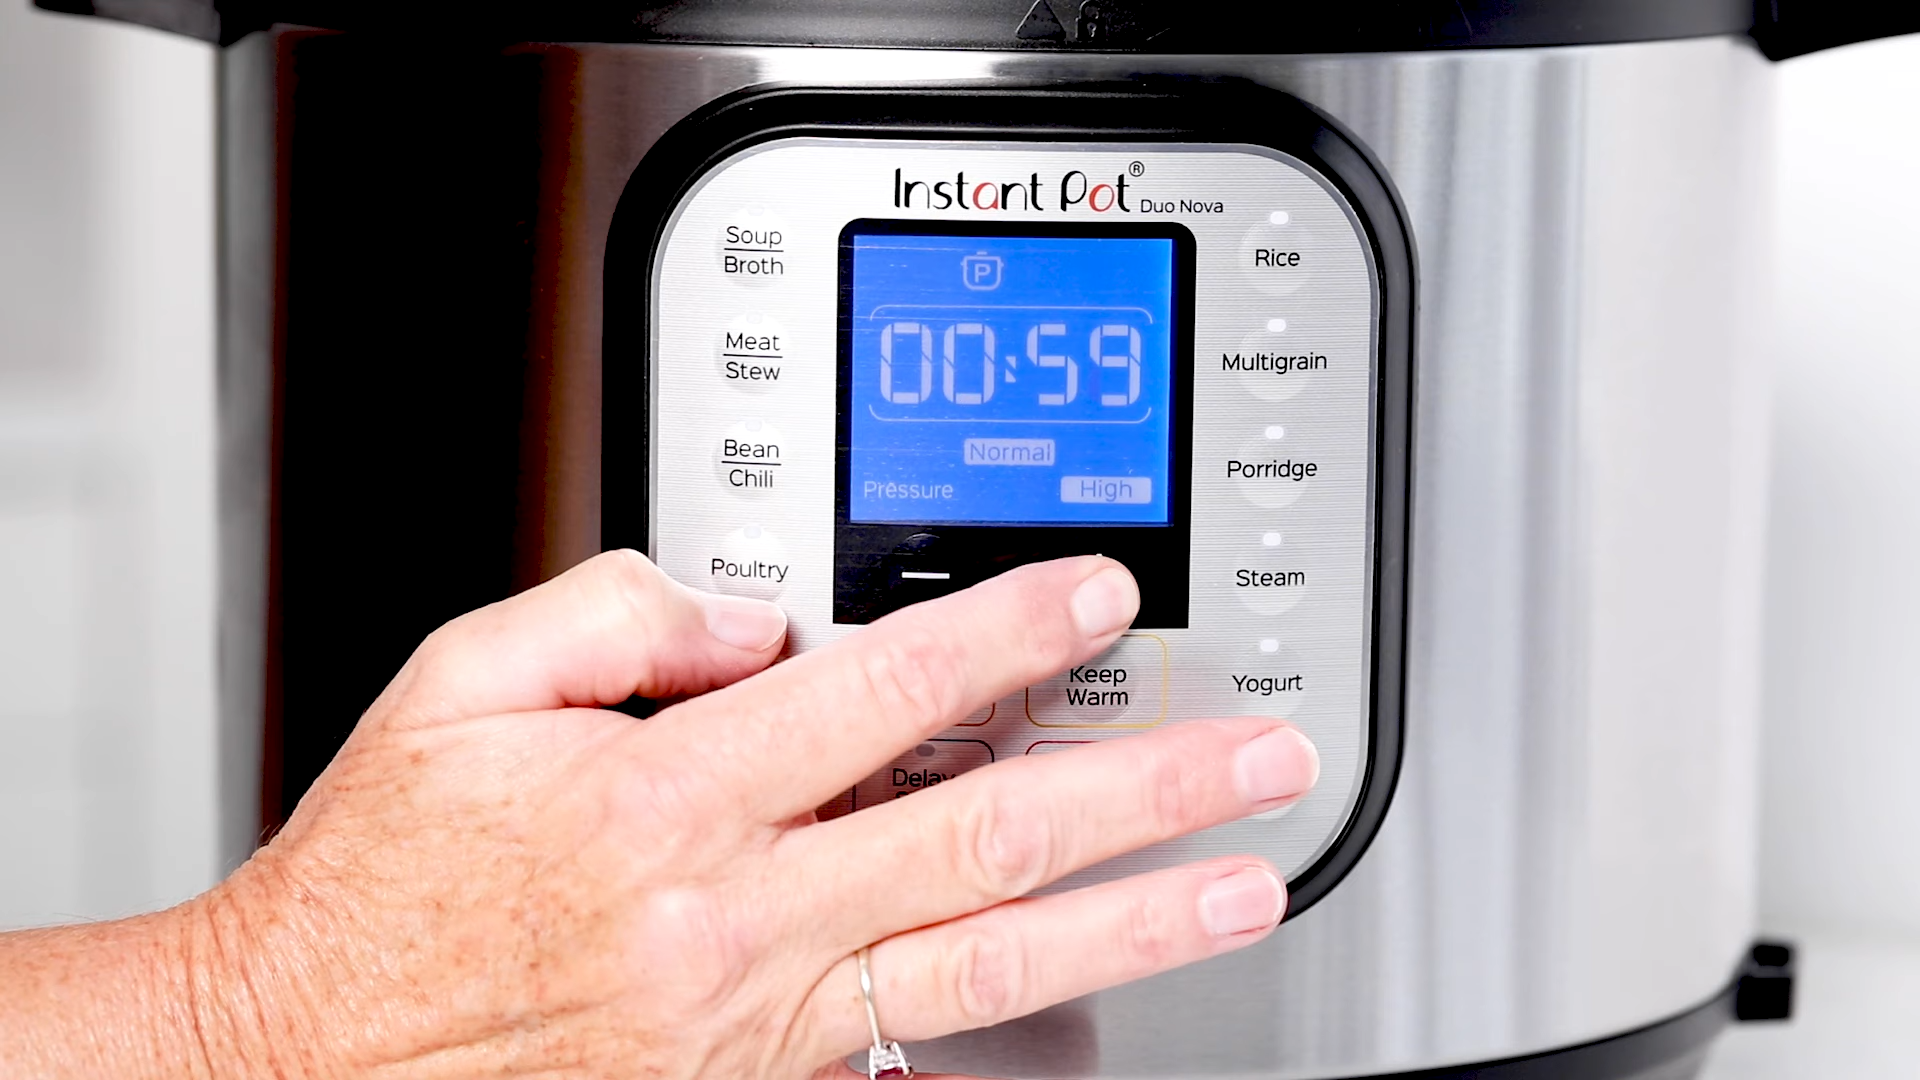 Instant Pot® Duo Nova
Soup
Broth
Meat
Stew
Bean
Chili
Poultry
P
00:59
Normal
Pressure High
—
Rice
Multigrain
Porridge
Steam
Yogurt
Keep
Warm
Delay